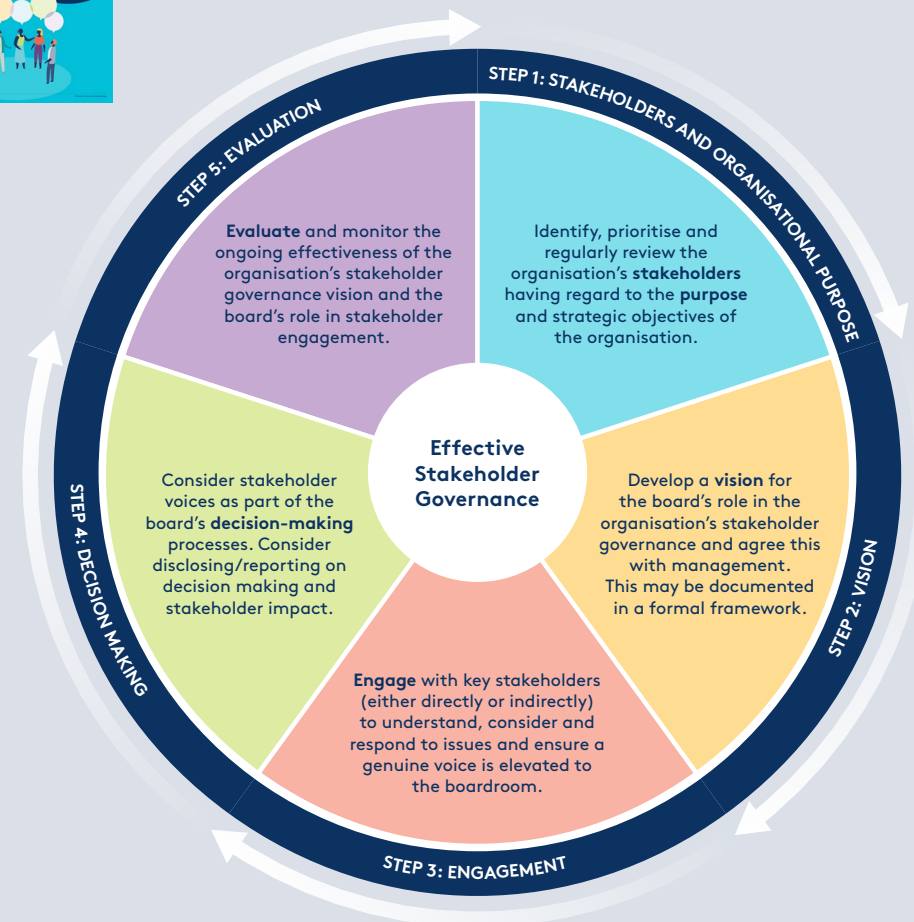 STEP 1: STAKEHOLDERS AND ORGANISATIONAL PURPOSE
Identify, prioritise and
regularly review the
organisation’s stakeholders
having regard to the purpose
and strategic objectives of
the organisation.
STEP 2: VISION
Develop a vision for
the board’s role in the
organisation’s stakeholder
governance and agree this
with management.
This may be documented
in a formal framework.
STEP 3: ENGAGEMENT
Engage with key stakeholders
(either directly or indirectly)
to understand, consider and
respond to issues and ensure a
genuine voice is elevated to
the boardroom.
STEP 4: DECISION MAKING
Consider stakeholder
voices as part of the
board’s decision-making
processes. Consider
disclosing/reporting on
decision making and
stakeholder impact.
STEP 5: EVALUATION
Evaluate and monitor the
ongoing effectiveness of the
organisation’s stakeholder
governance vision and the
board’s role in stakeholder
engagement.
Effective
Stakeholder
Governance